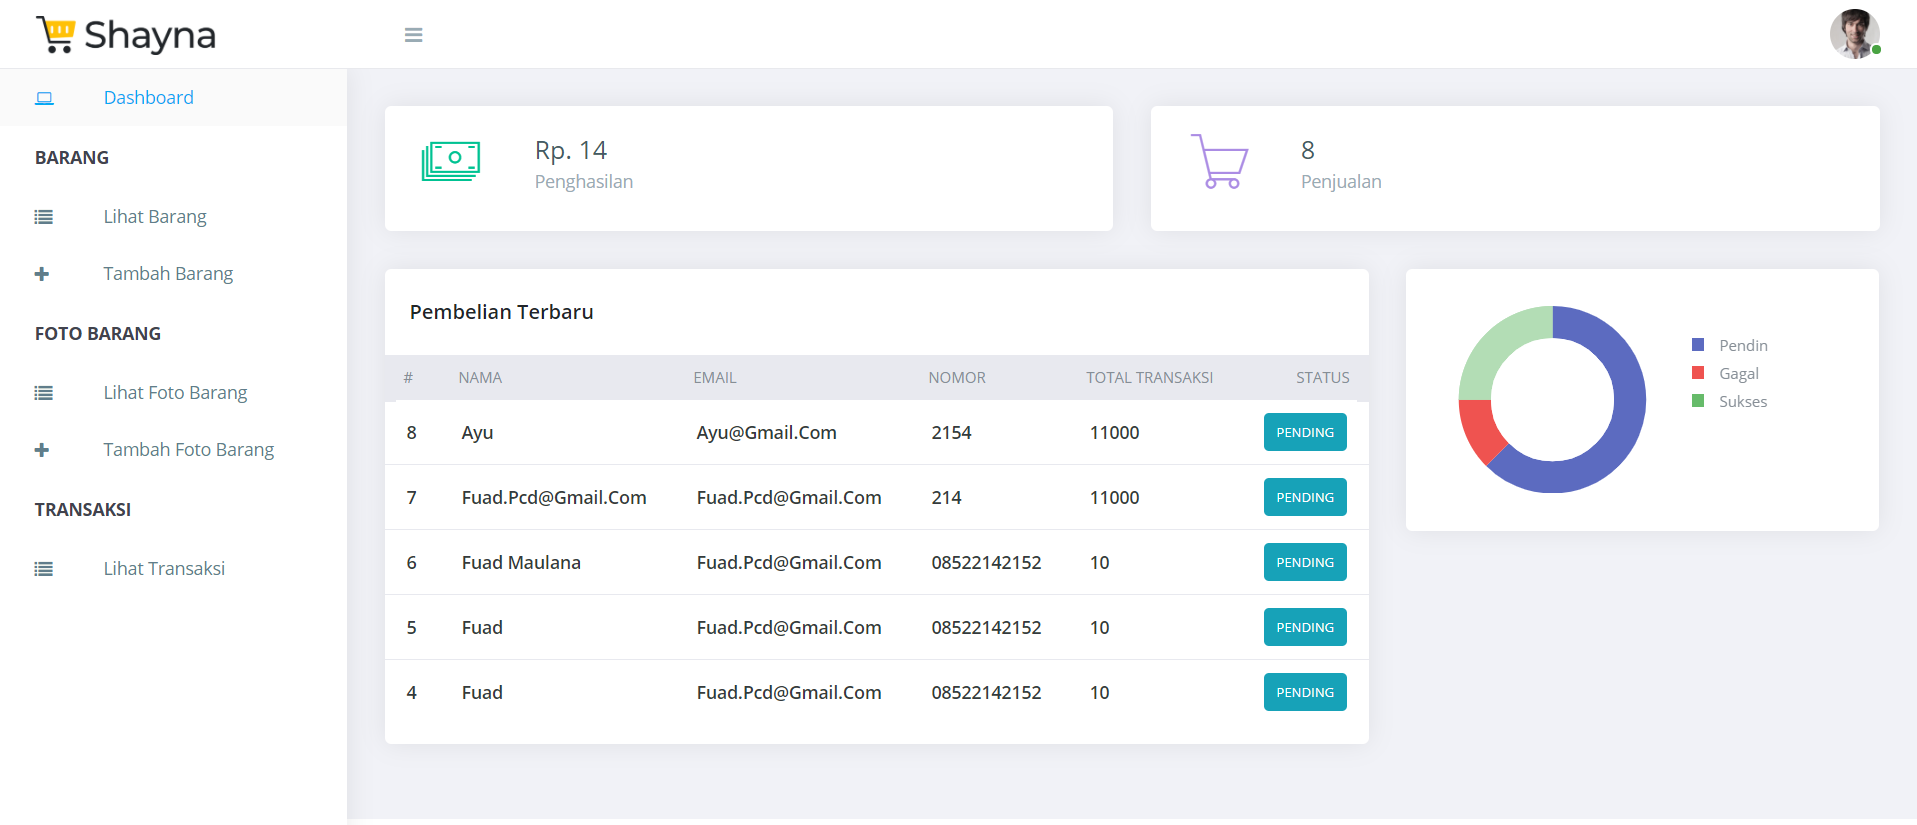 Shayna
Dashboard
BARANG
Lihat Barang
Tambah Barang
FOTO BARANG
Lihat Foto Barang
Tambah Foto Barang
TRANSAKSI
Lihat Transaksi
Rp. 14
Penghasilan
8
Penjualan
Pembelian Terbaru
# NAMA EMAIL NOMOR TOTAL TRANSAKSI STATUS
8 Ayu Ayu@Gmail.Com 2154 11000 PENDING
7 Fuad.Pcd@Gmail.Com Fuad.Pcd@Gmail.Com 214 11000 PENDING
6 Fuad Maulana Fuad.Pcd@Gmail.Com 08522142152 10 PENDING
5 Fuad Fuad.Pcd@Gmail.Com 08522142152 10 PENDING
4 Fuad Fuad.Pcd@Gmail.Com 08522142152 10 PENDING
Pendin
Gagal
Sukses